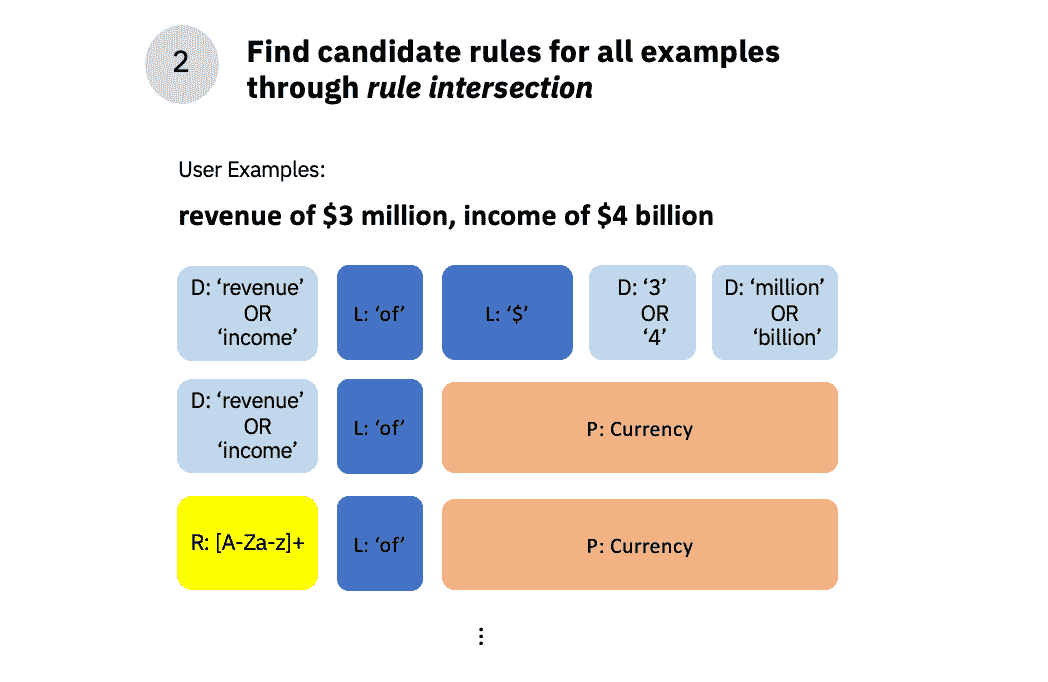 2
Find candidate rules for all examples
through rule intersection
User Examples:
revenue of $3 million, income of $4 billion
D: ‘revenue’
OR
‘income’
L: ‘of’
L: ‘$’
D: ‘3’
OR
‘4’
D: ‘million’
OR
‘billion’
D: ‘revenue’
OR
‘income’
L: ‘of’
P: Currency
R: [A-Za-z]+
L: ‘of’
P: Currency
⋮